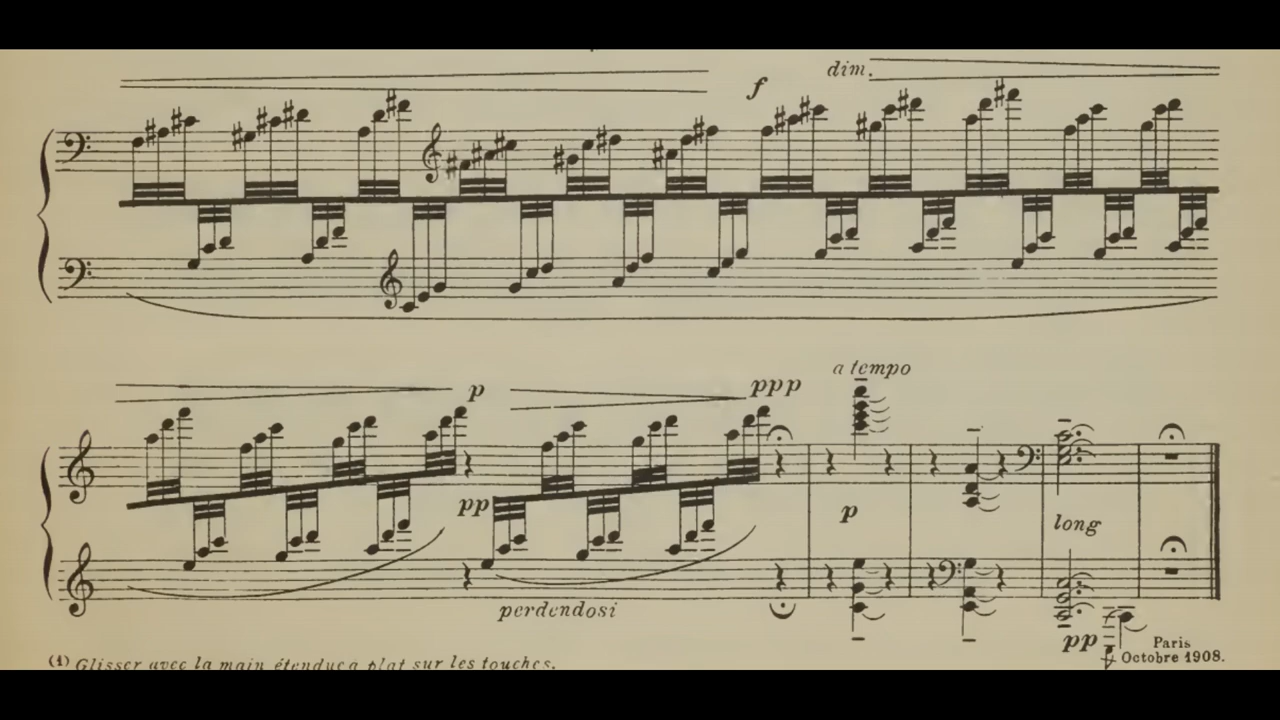 f dim.
p ppp a tempo
pp p long
perdendosi
pp Paris
Octobre 1908.
(1) Glisser avec la main étendue à plat sur les touches.